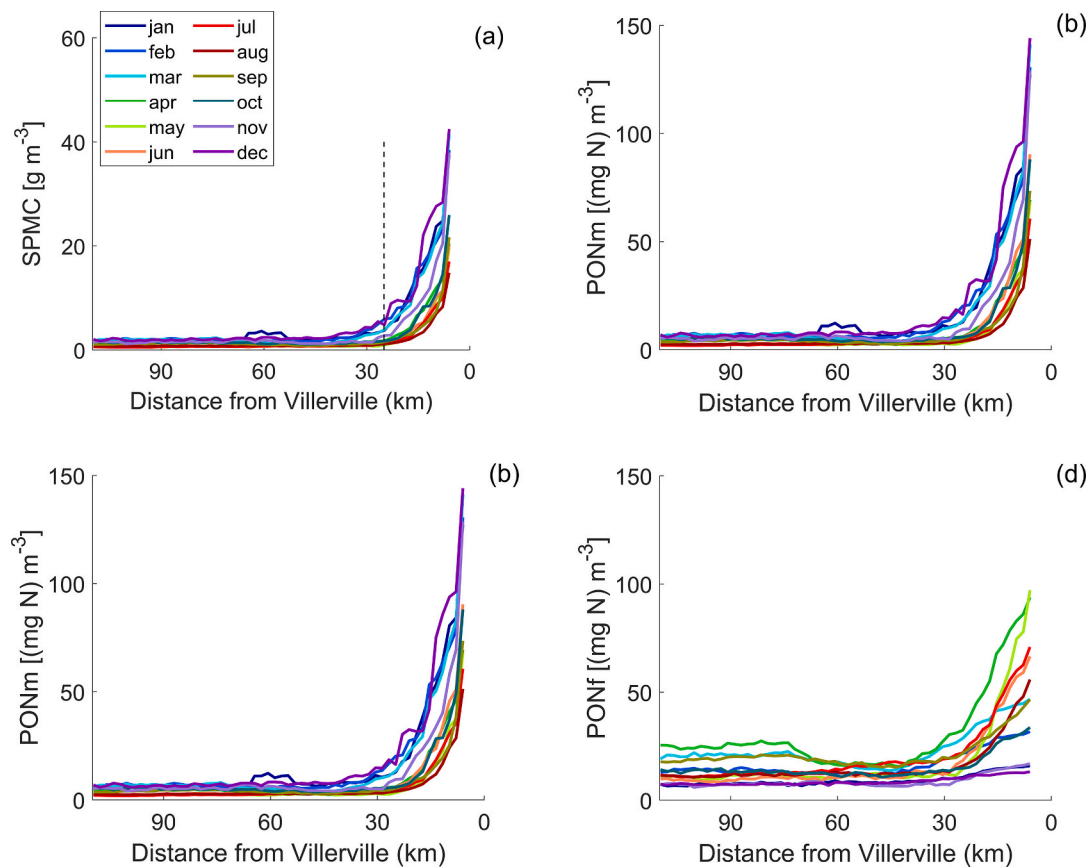 (a)
SPMC [g m-3]
60
40
20
0
jan jul
feb aug
mar sep
apr oct
may nov
jun dec
90 60 30 0
Distance from Villerville (km)
(b)
PONm [(mg N) m-3]
150
100
50
0
90 60 30 0
Distance from Villerville (km)
(b)
PONm [(mg N) m-3]
150
100
50
0
90 60 30 0
Distance from Villerville (km)
(d)
PONf [(mg N) m-3]
150
100
50
0
90 60 30 0
Distance from Villerville (km)